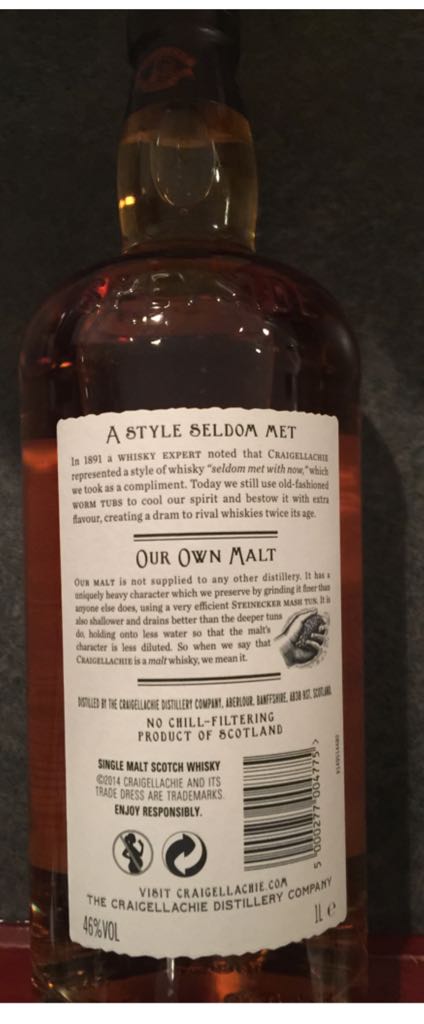 A STYLE SELDOM MET
In 1891 a WHISKY EXPERT noted that CRAIGELLACHIE
represented a style of whisky "seldom met with now," which
we took as a compliment. Today we still use old-fashioned
WORM TUBS to cool our spirit and bestow it with extra
flavour, creating a dram to rival whiskies twice its age.
OUR OWN MALT
OUR MALT is not supplied to any other distillery. It has a
uniquely heavy character which we preserve by grinding it finer than
anyone else does, using a very efficient STEINECKER MASH TUN. It is
also shallower and drains better than the deeper tuns
do, holding onto less water so that the malt's
character is less diluted. So when we say that
CRAIGELLACHIE is a malt whisky, we mean it.
DISTILLED BY THE CRAIGELLACHIE DISTILLERY COMPANY, ABERLOUR, BANFFSHIRE, AB38 9ST, SCOTLAND.
NO CHILL-FILTERING
PRODUCT OF SCOTLAND
SINGLE MALT SCOTCH WHISKY
©2014 CRAIGELLACHIE AND ITS
TRADE DRESS ARE TRADEMARKS.
ENJOY RESPONSIBLY.
5 000277 004775 >
VISIT CRAIGELLACHIE.COM
THE CRAIGELLACHIE DISTILLERY COMPANY
46%VOL
1L e